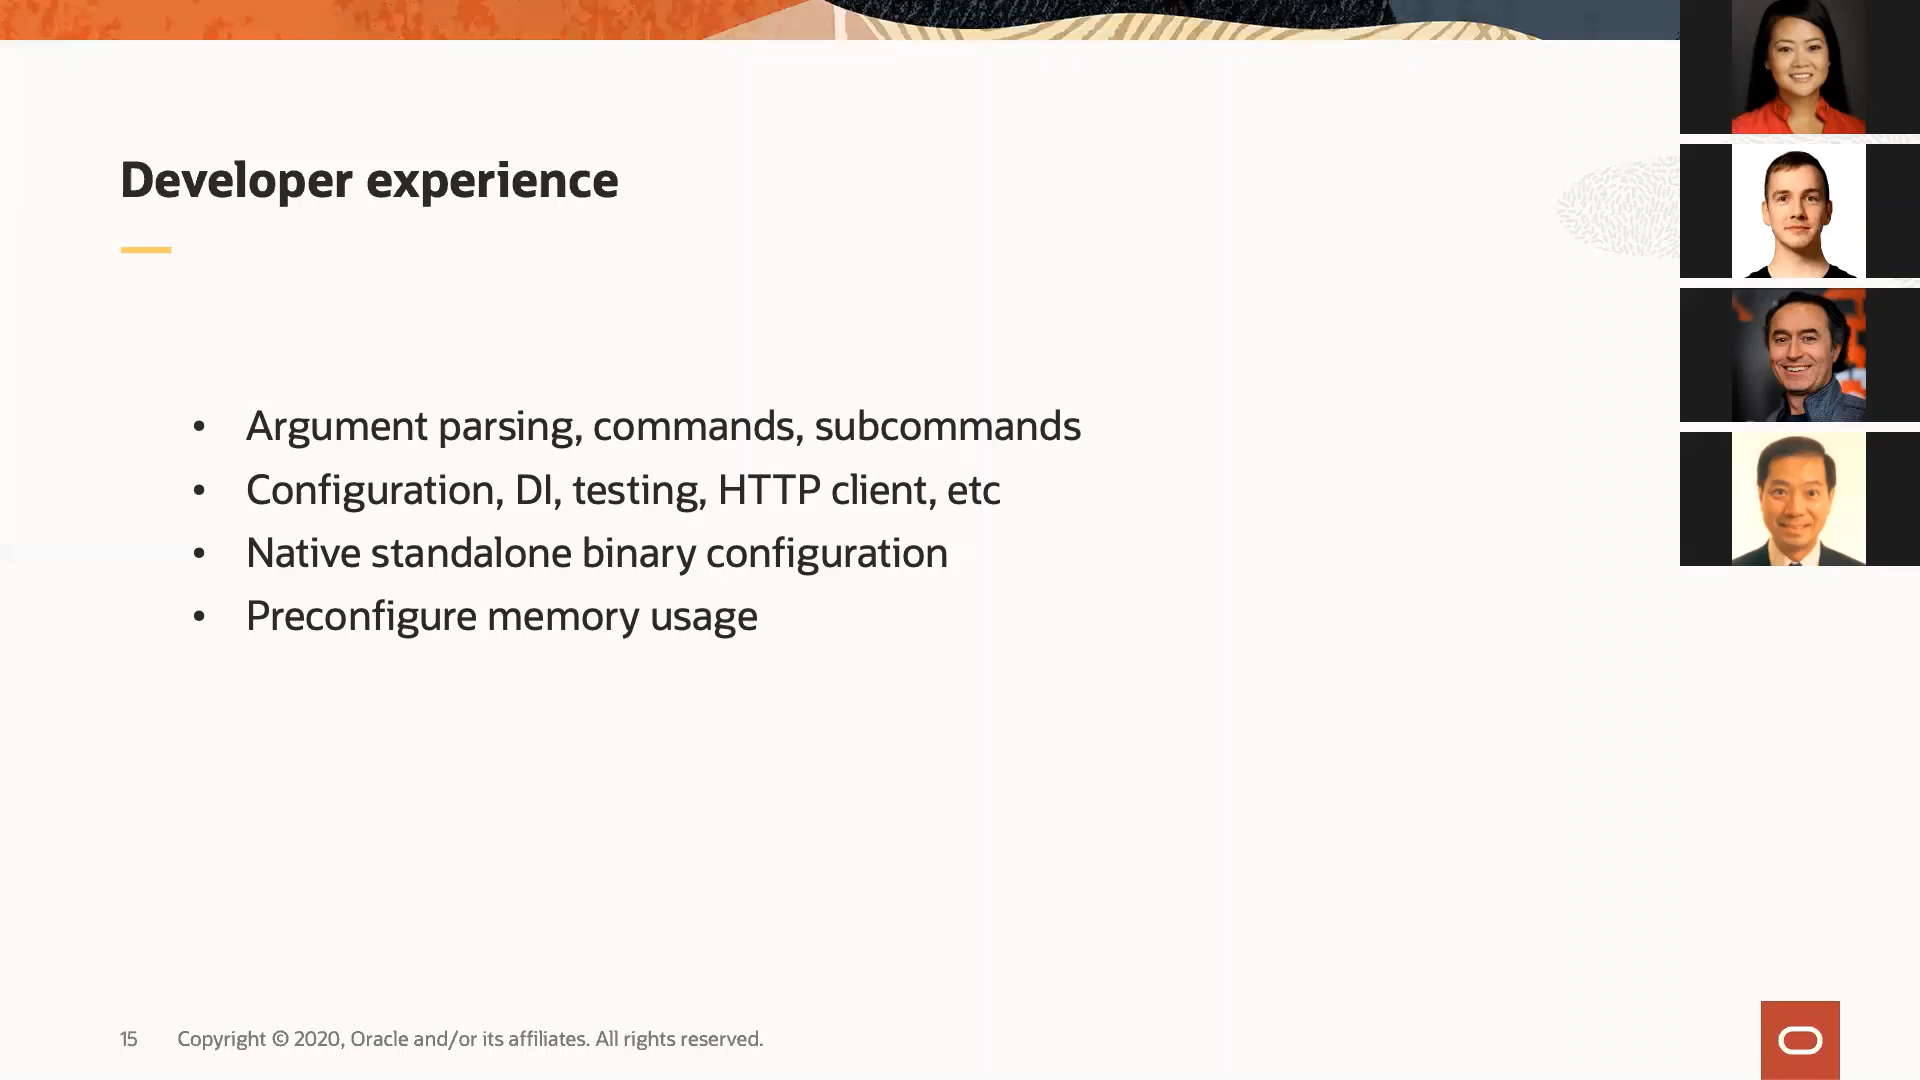 Developer experience
• Argument parsing, commands, subcommands
• Configuration, DI, testing, HTTP client, etc
• Native standalone binary configuration
• Preconfigure memory usage
15 Copyright © 2020, Oracle and/or its affiliates. All rights reserved.